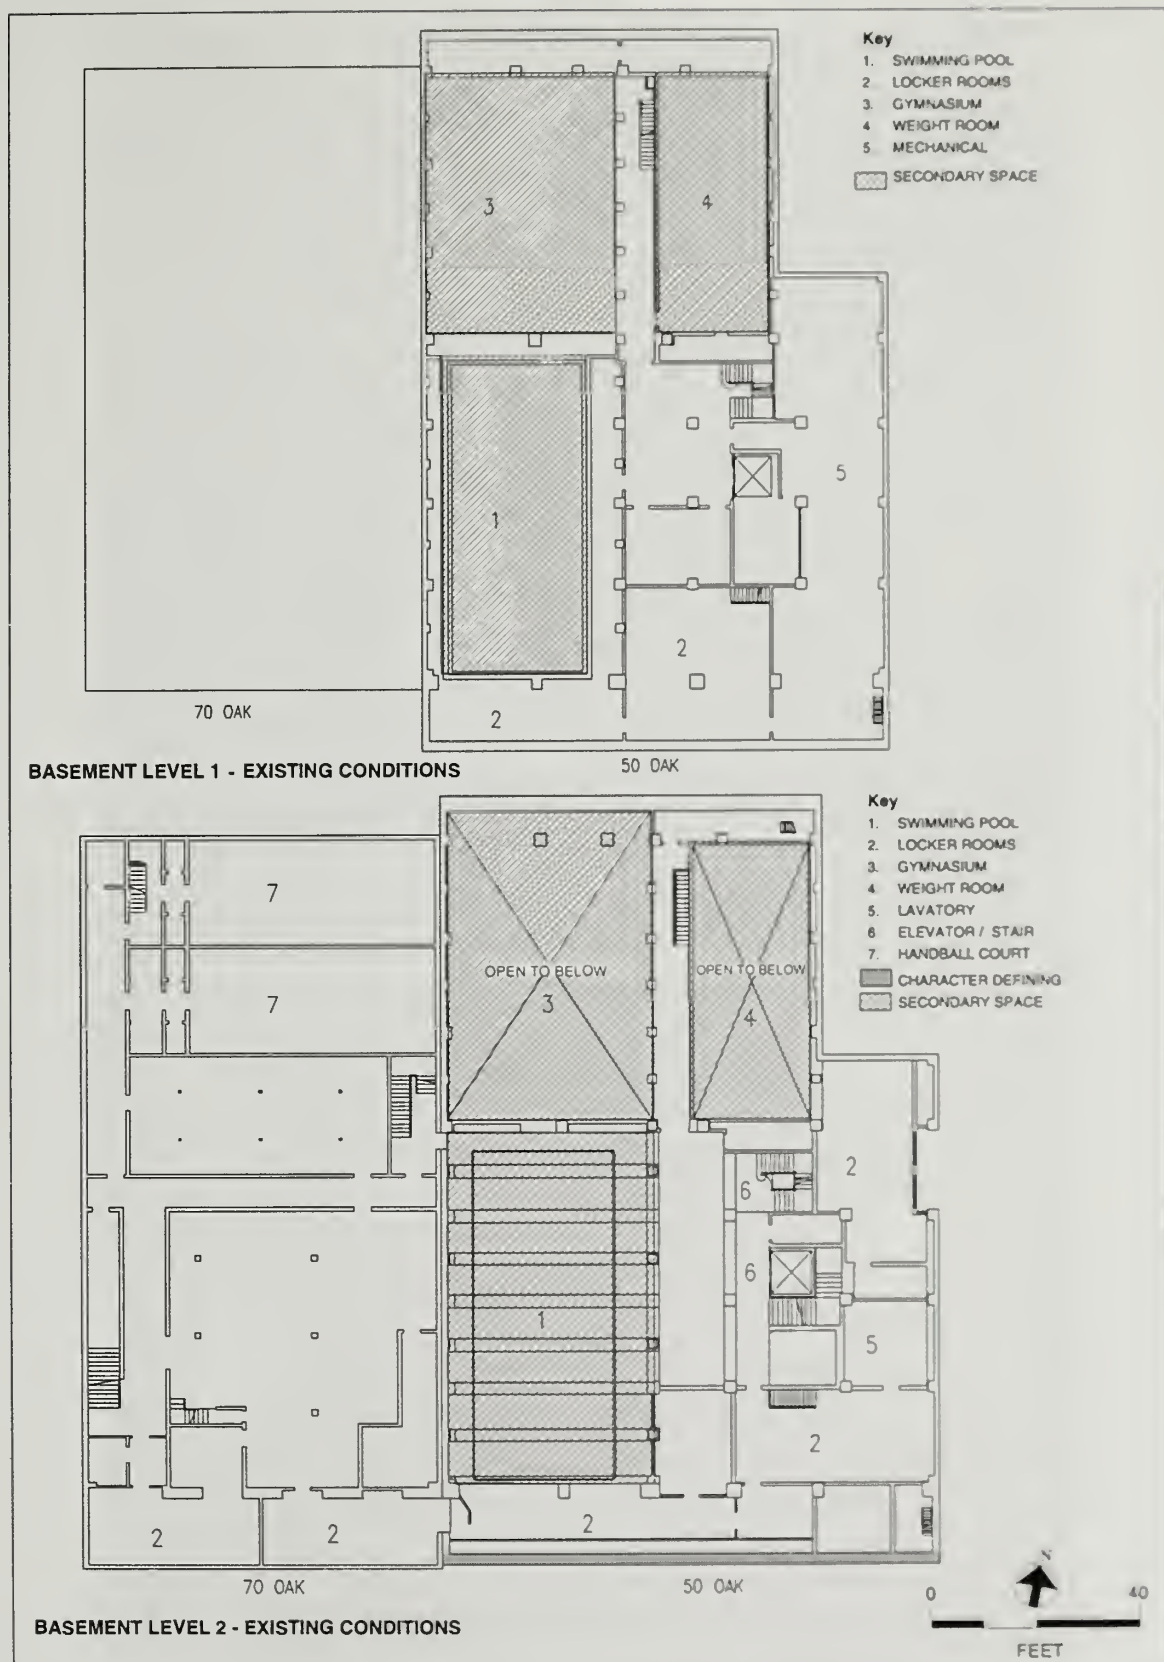 Key
1. SWIMMING POOL
2 LOCKER ROOMS
3. GYMNASIUM
4 WEIGHT ROOM
5 MECHANICAL
SECONDARY SPACE
3
4
5
1
2
2
70 OAK
50 OAK
BASEMENT LEVEL 1 - EXISTING CONDITIONS
Key
1. SWIMMING POOL
2. LOCKER ROOMS
3. GYMNASIUM
4 WEIGHT ROOM
5. LAVATORY
6 ELEVATOR / STAIR
7. HANDBALL COURT
CHARACTER DEFINING
SECONDARY SPACE
7
OPEN TO BELOW
OPEN TO BELOW
7
3
4
2
6
6
1
5
2
2
2
2
70 OAK
50 OAK
N
0 40
FEET
BASEMENT LEVEL 2 - EXISTING CONDITIONS